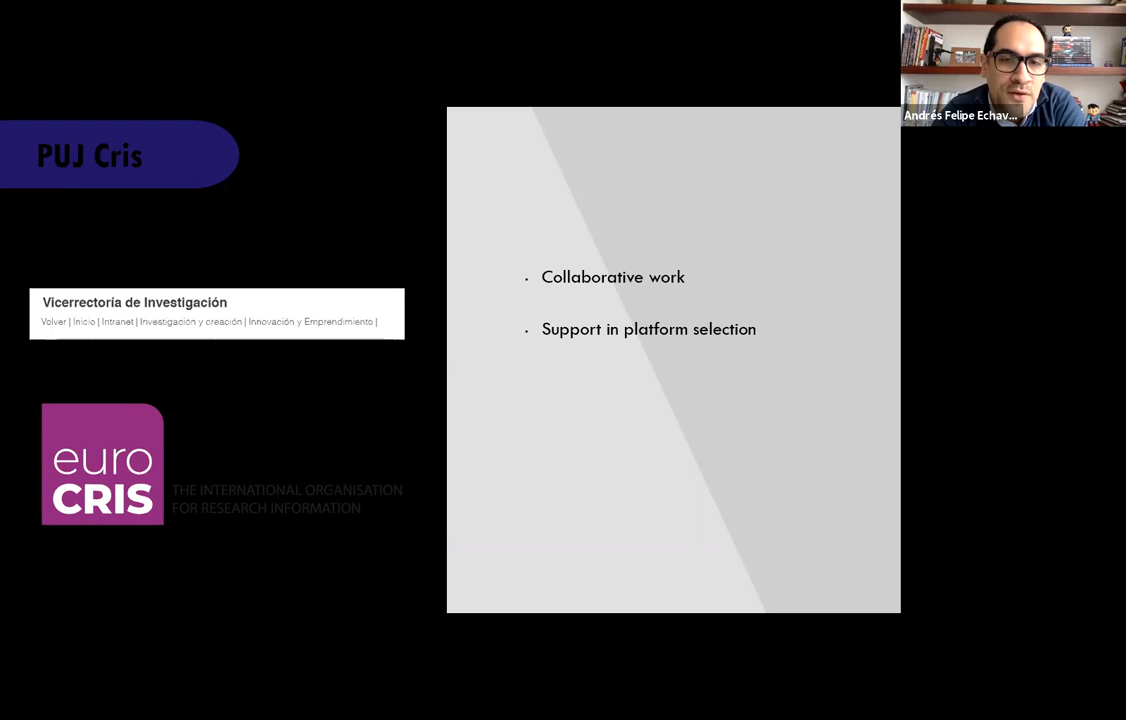 Andrés Felipe Echav...
PUJ Cris
Collaborative work
Vicerrectoría de Investigación
Volver | Inicio | Intranet | Investigación y creación | Innovación y Emprendimiento |
Support in platform selection
euro
CRIS
THE INTERNATIONAL ORGANISATION
FOR RESEARCH INFORMATION